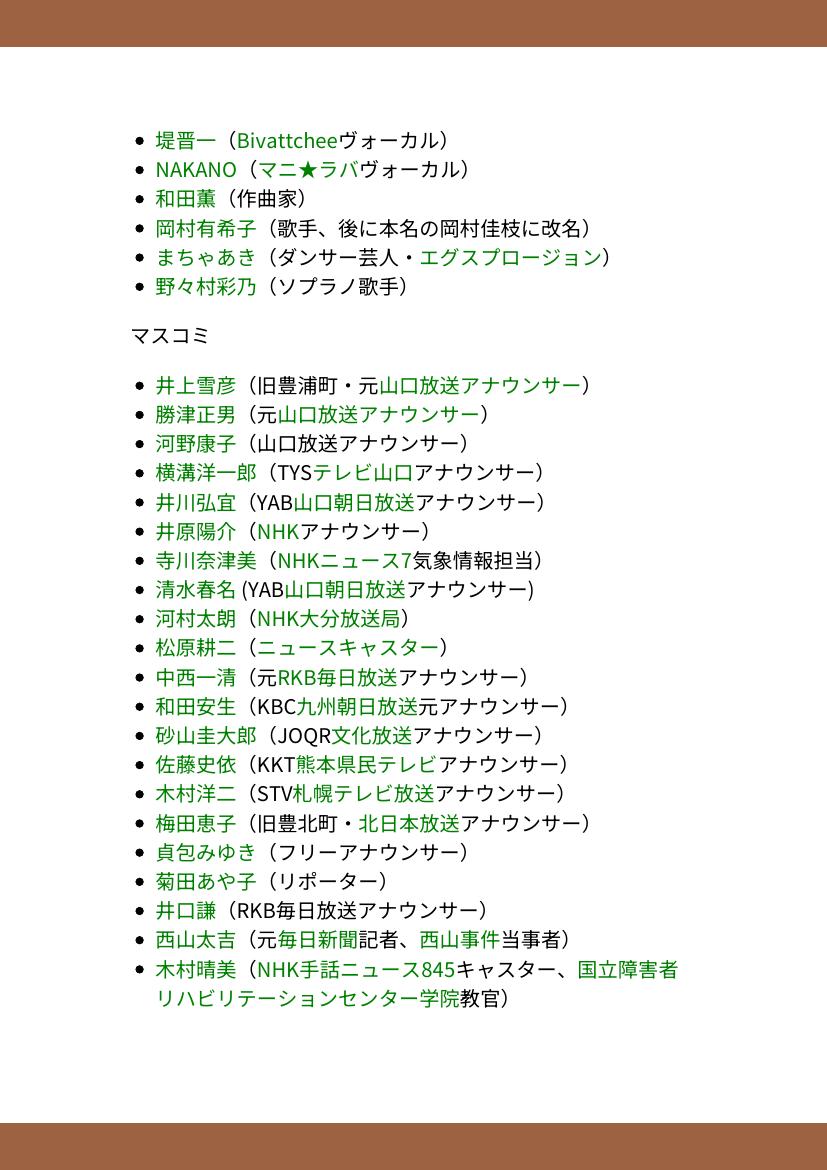 堤晋一（Bivattcheeヴォーカル）
NAKANO（マニ★ラバヴォーカル）
和田薫（作曲家）
岡村有希子（歌手、後に本名の岡村佳枝に改名）
まちゃあき（ダンサー芸人・エグスプロージョン）
野々村彩乃（ソプラノ歌手）
マスコミ
井上雪彦（旧豊浦町・元山口放送アナウンサー）
勝津正男（元山口放送アナウンサー）
河野康子（山口放送アナウンサー）
横溝洋一郎（TYSテレビ山口アナウンサー）
井川弘宜（YAB山口朝日放送アナウンサー）
井原陽介（NHKアナウンサー）
寺川奈津美（NHKニュース7気象情報担当）
清水春名 (YAB山口朝日放送アナウンサー)
河村太朗（NHK大分放送局）
松原耕二（ニュースキャスター）
中西一清（元RKB毎日放送アナウンサー）
和田安生（KBC九州朝日放送元アナウンサー）
砂山圭大郎（JOQR文化放送アナウンサー）
佐藤史依（KKT熊本県民テレビアナウンサー）
木村洋二（STV札幌テレビ放送アナウンサー）
梅田恵子（旧豊北町・北日本放送アナウンサー）
貞包みゆき（フリーアナウンサー）
菊田あや子（リポーター）
井口謙（RKB毎日放送アナウンサー）
西山太吉（元毎日新聞記者、西山事件当事者）
木村晴美（NHK手話ニュース845キャスター、国立障害者
リハビリテーションセンター学院教官）